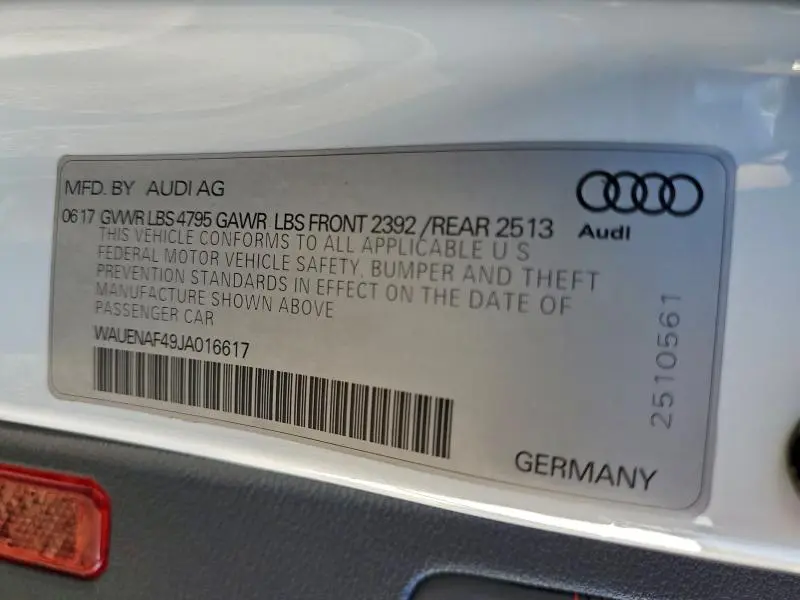 MFD. BY AUDI AG
0617 GVWR LBS 4795 GAWR LBS FRONT 2392 /REAR 2513
Audi
THIS VEHICLE CONFORMS TO ALL APPLICABLE U S
FEDERAL MOTOR VEHICLE SAFETY, BUMPER AND THEFT
PREVENTION STANDARDS IN EFFECT ON THE DATE OF
MANUFACTURE SHOWN ABOVE
PASSENGER CAR
WAUENAF49JA016617
2510561
GERMANY